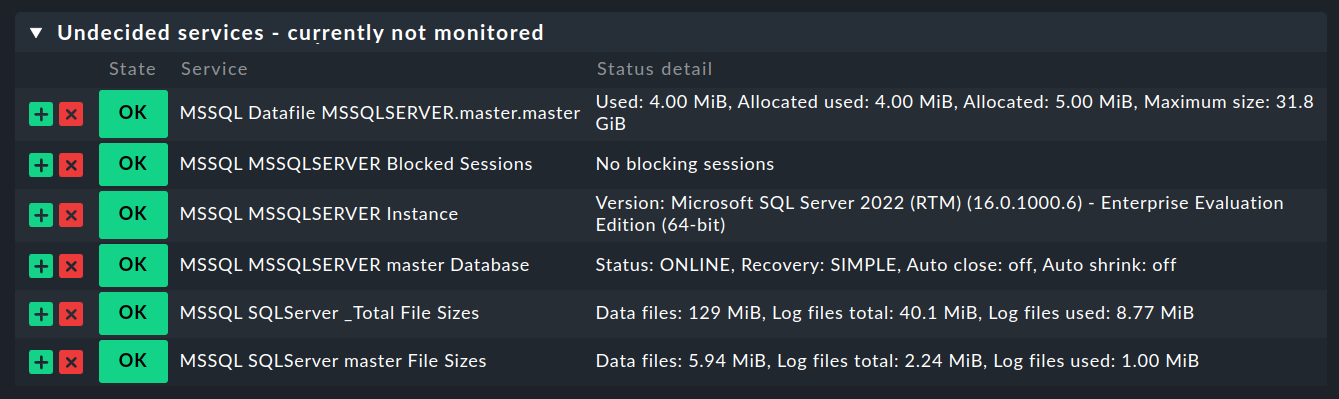 Undecided services - currently not monitored
State Service Status detail
OK MSSQL Datafile MSSQLSERVER.master.master Used: 4.00 MiB, Allocated used: 4.00 MiB, Allocated: 5.00 MiB, Maximum size: 31.8
GiB
OK MSSQL MSSQLSERVER Blocked Sessions No blocking sessions
OK MSSQL MSSQLSERVER Instance Version: Microsoft SQL Server 2022 (RTM) (16.0.1000.6) - Enterprise Evaluation
Edition (64-bit)
OK MSSQL MSSQLSERVER master Database Status: ONLINE, Recovery: SIMPLE, Auto close: off, Auto shrink: off
OK MSSQL SQLServer _Total File Sizes Data files: 129 MiB, Log files total: 40.1 MiB, Log files used: 8.77 MiB
OK MSSQL SQLServer master File Sizes Data files: 5.94 MiB, Log files total: 2.24 MiB, Log files used: 1.00 MiB